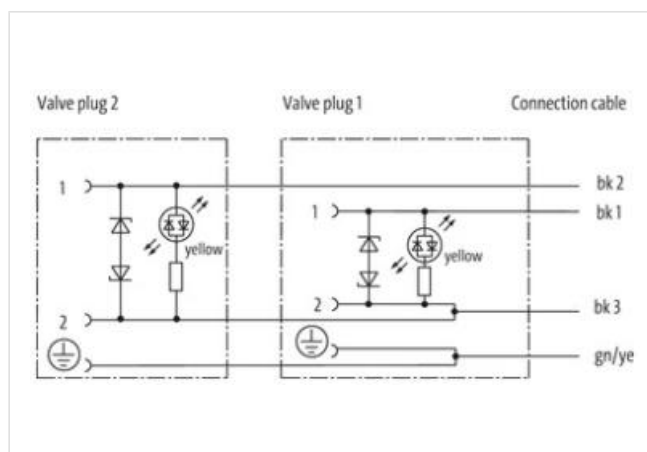 Valve plug 2 Valve plug 1 Connection cable
1 bk 2
1 bk 1
yellow yellow
2 bk 3
2
gn/ye